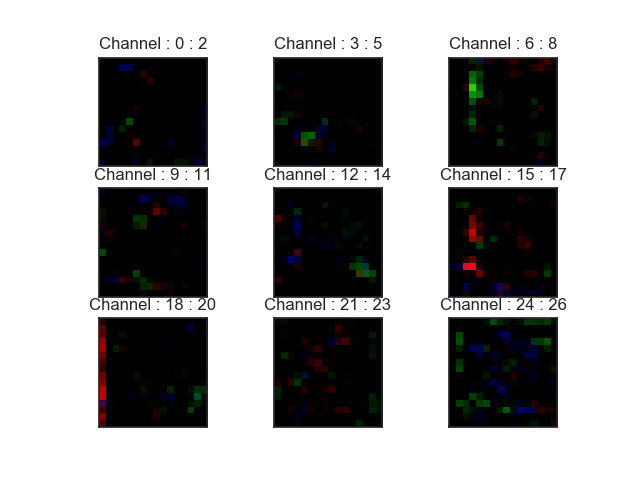 Channel : 0 : 2
Channel : 3 : 5
Channel : 6 : 8
Channel : 9 : 11
Channel : 12 : 14
Channel : 15 : 17
Channel : 18 : 20
Channel : 21 : 23
Channel : 24 : 26